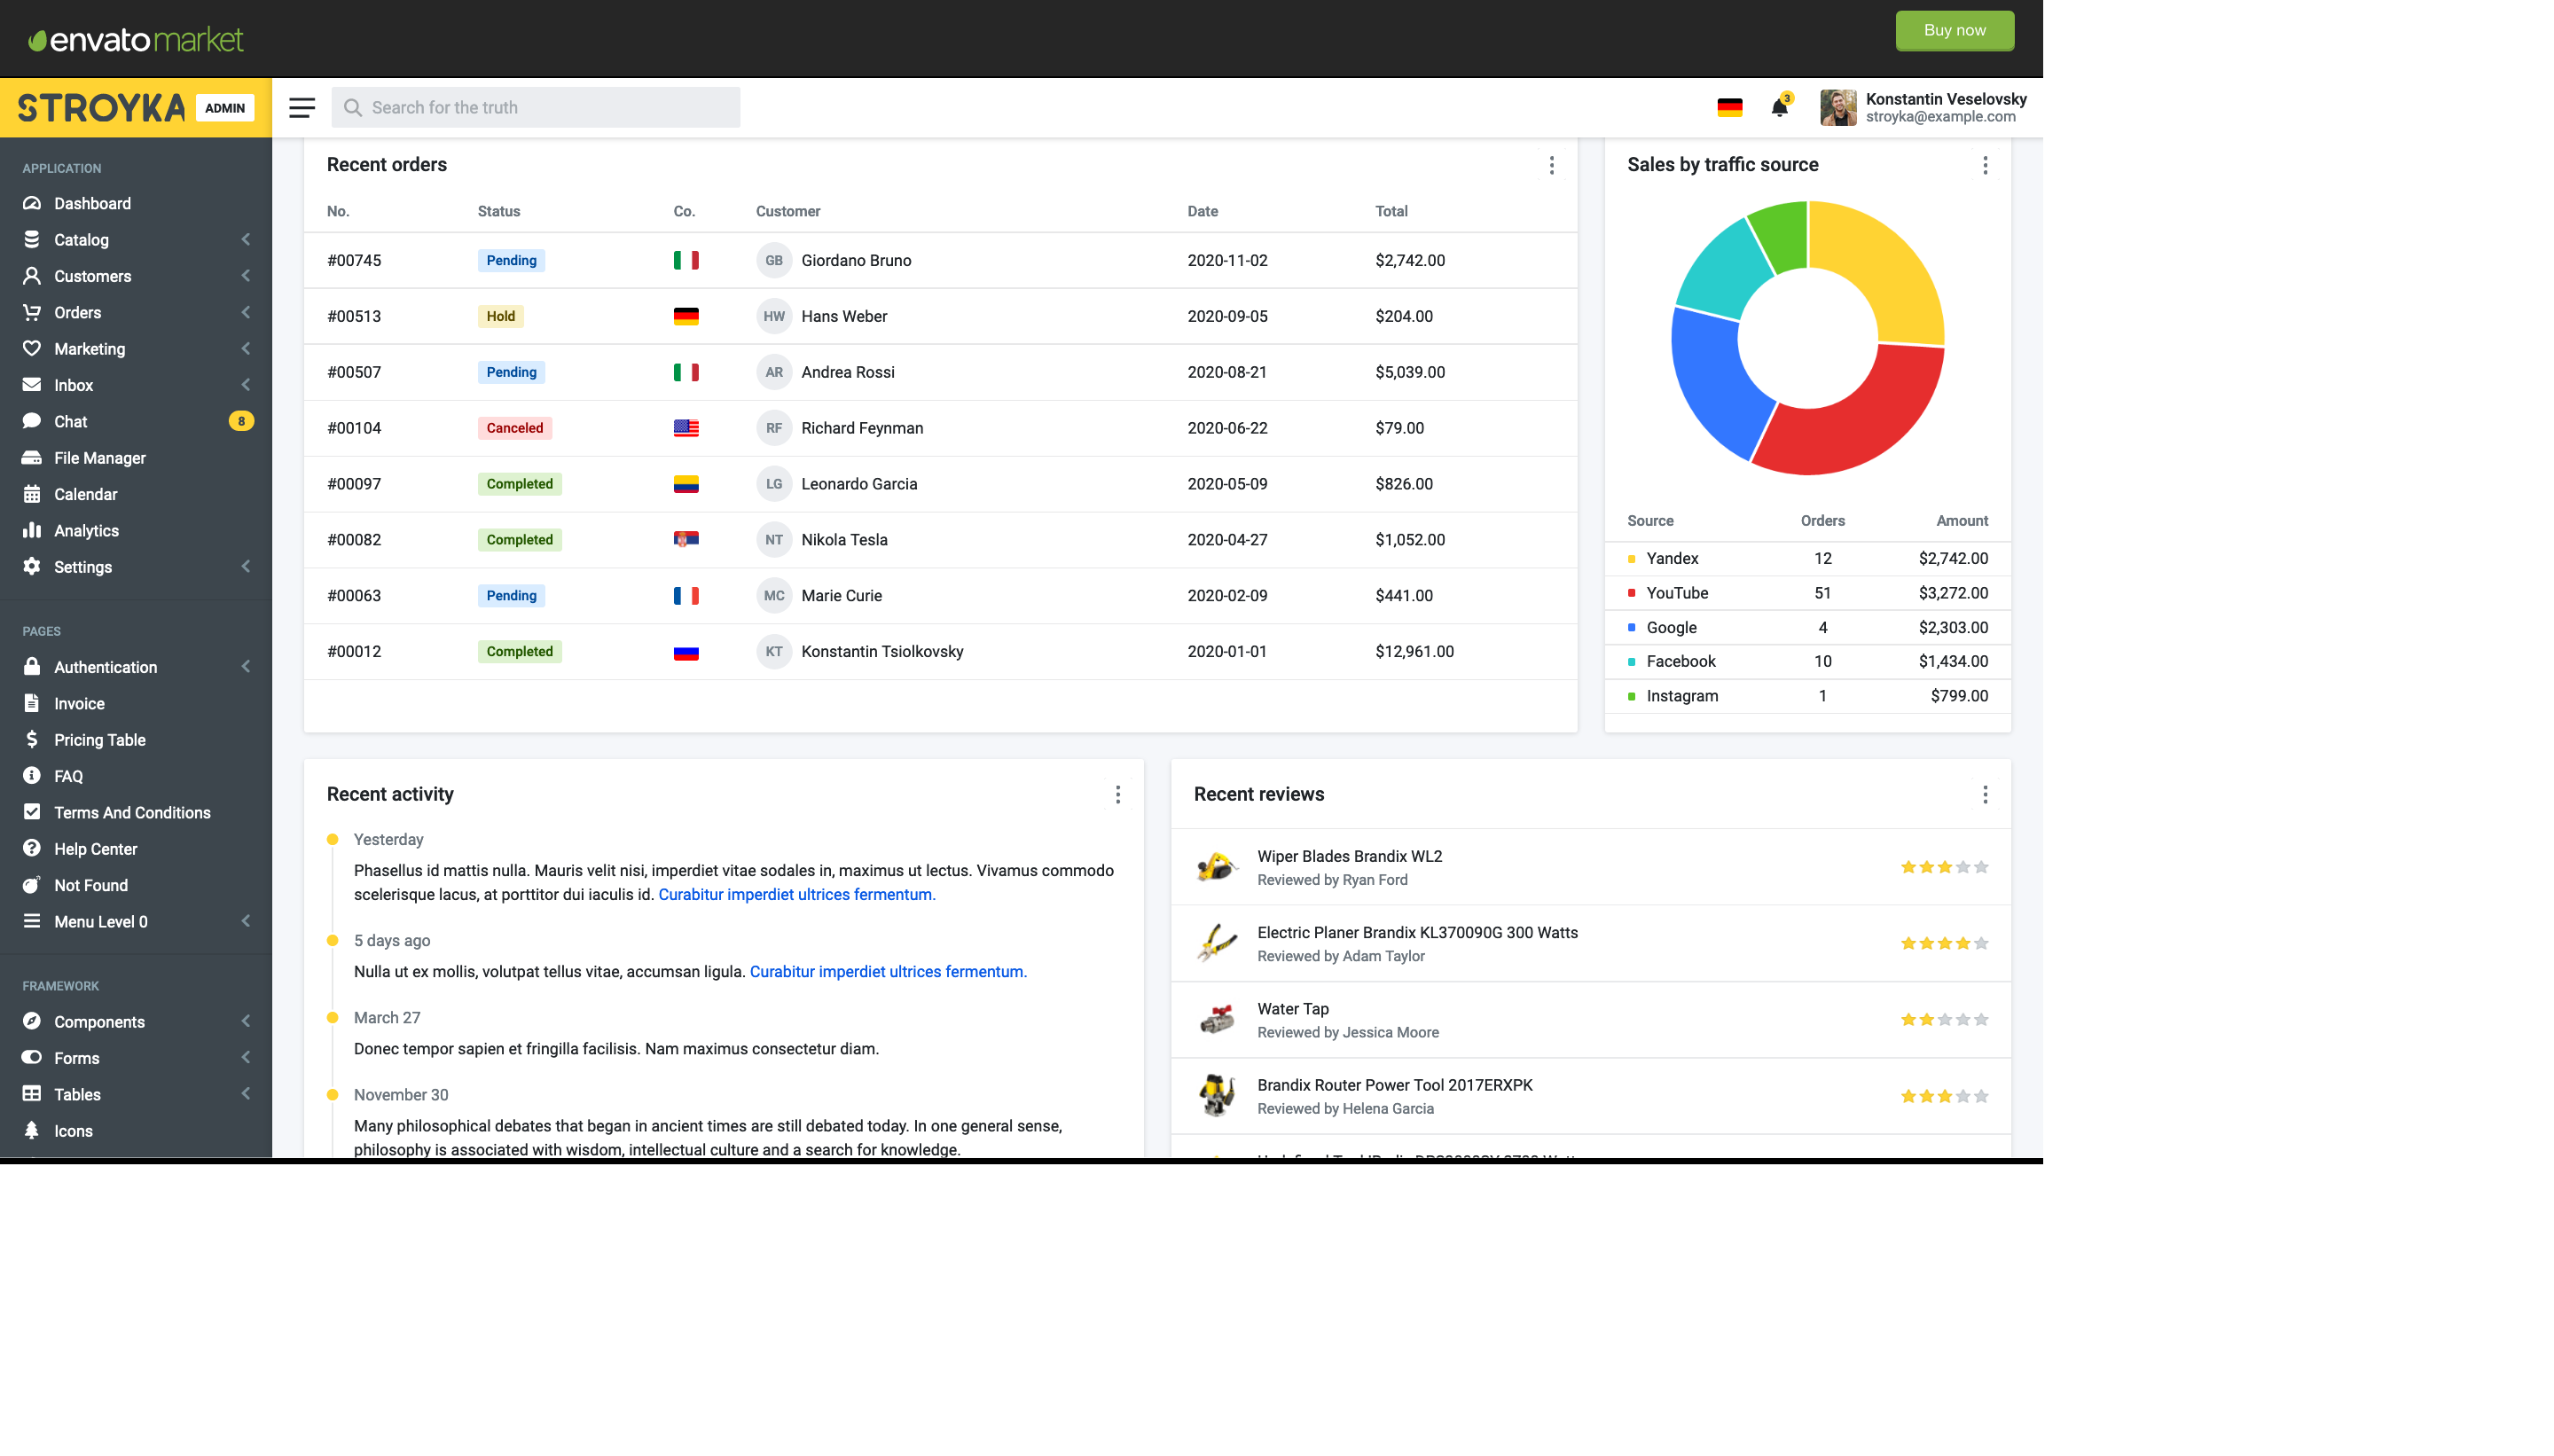 envatomarket
Buy now
STROYKA ADMIN
Search for the truth
3
Konstantin Veselovsky
stroyka@example.com
APPLICATION
Dashboard
Catalog
Customers
Orders
Marketing
Inbox
Chat 8
File Manager
Calendar
Analytics
Settings
PAGES
Authentication
Invoice
Pricing Table
FAQ
Terms And Conditions
Help Center
Not Found
Menu Level 0
FRAMEWORK
Components
Forms
Tables
Icons
Recent orders
No. Status Co. Customer Date Total
#00745 Pending GB Giordano Bruno 2020-11-02 $2,742.00
#00513 Hold HW Hans Weber 2020-09-05 $204.00
#00507 Pending AR Andrea Rossi 2020-08-21 $5,039.00
#00104 Canceled RF Richard Feynman 2020-06-22 $79.00
#00097 Completed LG Leonardo Garcia 2020-05-09 $826.00
#00082 Completed NT Nikola Tesla 2020-04-27 $1,052.00
#00063 Pending MC Marie Curie 2020-02-09 $441.00
#00012 Completed KT Konstantin Tsiolkovsky 2020-01-01 $12,961.00
Sales by traffic source
Source Orders Amount
Yandex 12 $2,742.00
YouTube 51 $3,272.00
Google 4 $2,303.00
Facebook 10 $1,434.00
Instagram 1 $799.00
Recent activity
Yesterday
Phasellus id mattis nulla. Mauris velit nisi, imperdiet vitae sodales in, maximus ut lectus. Vivamus commodo
scelerisque lacus, at porttitor dui iaculis id. Curabitur imperdiet ultrices fermentum.
5 days ago
Nulla ut ex mollis, volutpat tellus vitae, accumsan ligula. Curabitur imperdiet ultrices fermentum.
March 27
Donec tempor sapien et fringilla facilisis. Nam maximus consectetur diam.
November 30
Many philosophical debates that began in ancient times are still debated today. In one general sense,
philosophy is associated with wisdom, intellectual culture and a search for knowledge.
Recent reviews
Wiper Blades Brandix WL2
Reviewed by Ryan Ford
Electric Planer Brandix KL370090G 300 Watts
Reviewed by Adam Taylor
Water Tap
Reviewed by Jessica Moore
Brandix Router Power Tool 2017ERXPK
Reviewed by Helena Garcia